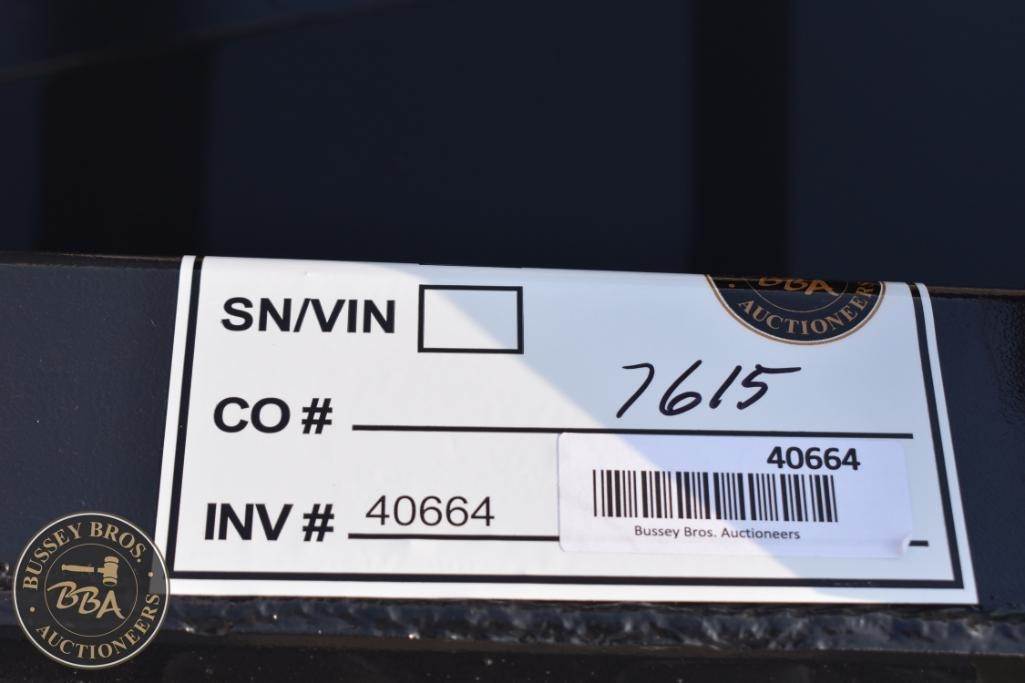 BBA
AUCTIONEERS
SN/VIN
7615
CO #
40664
INV # 40664
Bussey Bros. Auctioneers
BUSSEY BROS.
BBA
AUCTIONEERS